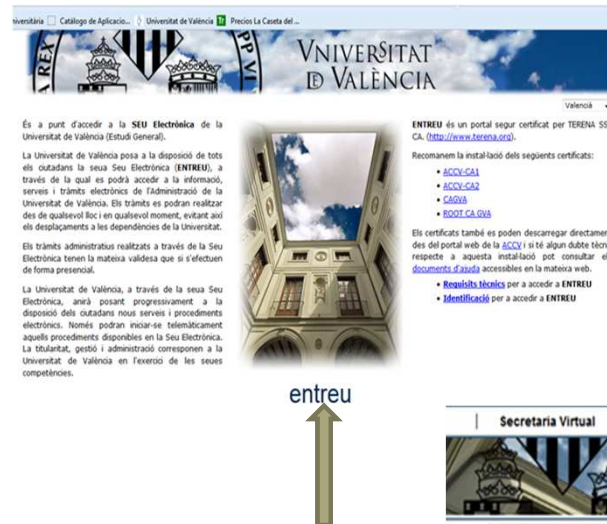 niversitària Catálogo de Aplicacio... Universitat de València Tr Precios La Caseta del ...
A REX
PP VI
VNIVERSITAT
D VALÈNCIA
Valencià
És a punt d'accedir a la SEU Electrònica de la
Universitat de València (Estudi General).
La Universitat de València posa a la disposició de tots
els ciutadans la seua Seu Electrònica (ENTREU), a
través de la qual es podrà accedir a la informació,
serveis i tràmits electrònics de l'Administració de la
Universitat de València. Els tràmits es podran realitzar
des de qualsevol lloc i en qualsevol moment, evitant així
els desplaçaments a les dependències de la Universitat.
Els tràmits administratius realitzats a través de la Seu
Electrònica tenen la mateixa validesa que si s'efectuen
de forma presencial.
La Universitat de València, a través de la seua Seu
Electrònica, anirà posant progressivament a la
disposició dels ciutadans nous serveis i procediments
electrònics. Només podran iniciar-se telemàticament
aquells procediments disponibles en la Seu Electrònica.
La titularitat, gestió i administració corresponen a la
Universitat de València en l'exercici de les seues
competències.
entreu
ENTREU és un portal segur certificat per TERENA SS
CA. (http://www.terena.org).
Recomanem la instal·lació dels següents certificats:
• ACCV-CA1
• ACCV-CA2
• CAGVA
• ROOT CA GVA
Els certificats també es poden descarregar directamen
des del portal web de la ACCV i si té algun dubte tècn
respecte a aquesta instal·lació pot consultar el
documents d'ajuda accessibles en la mateixa web.
• Requisits tècnics per a accedir a ENTREU
• Identificació per a accedir a ENTREU
| Secretaria Virtual